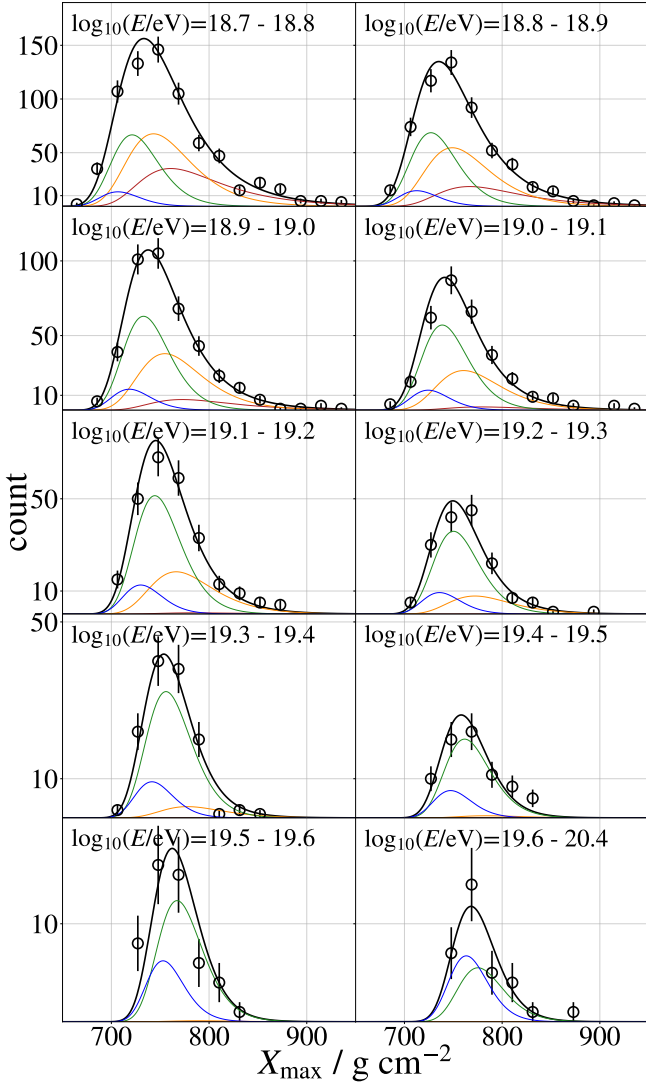 log₁₀(E/eV)=18.7 - 18.8
log₁₀(E/eV)=18.8 - 18.9
150
100
50
10
log₁₀(E/eV)=18.9 - 19.0
log₁₀(E/eV)=19.0 - 19.1
100
50
10
log₁₀(E/eV)=19.1 - 19.2
log₁₀(E/eV)=19.2 - 19.3
50
10
count
log₁₀(E/eV)=19.3 - 19.4
log₁₀(E/eV)=19.4 - 19.5
50
10
log₁₀(E/eV)=19.5 - 19.6
log₁₀(E/eV)=19.6 - 20.4
10
700 800 900 700 800 900
Xmax / g cm⁻²